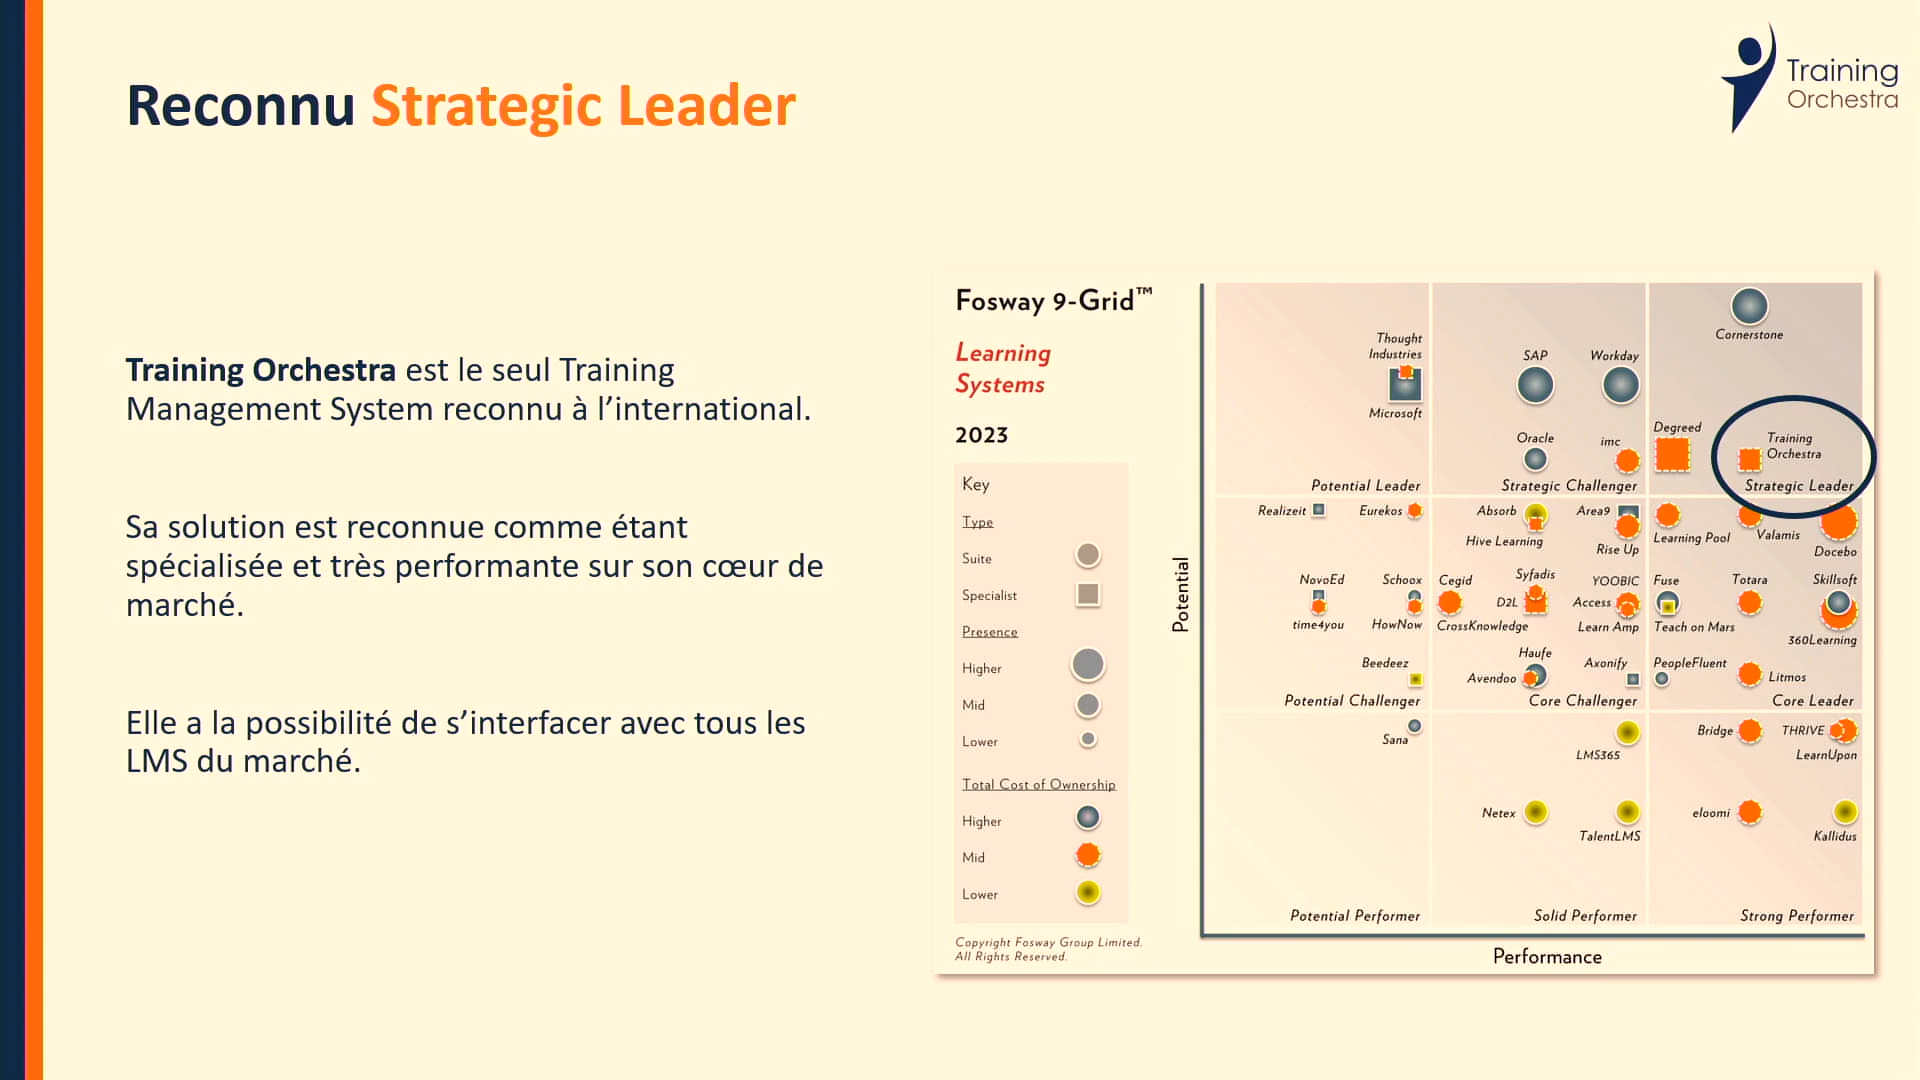 Reconnu Strategic Leader
Training
Orchestra
Training Orchestra est le seul Training
Management System reconnu à l’international.
Sa solution est reconnue comme étant
spécialisée et très performante sur son cœur de
marché.
Elle a la possibilité de s’interfacer avec tous les
LMS du marché.
Fosway 9-Grid™
Learning
Systems
2023
Key
Type
Suite
Specialist
Presence
Higher
Mid
Lower
Total Cost of Ownership
Higher
Mid
Lower
Copyright Fosway Group Limited.
All Rights Reserved.
Potential
Thought
Industries
Microsoft
Potential Leader
SAP
Workday
Oracle
imc
Strategic Challenger
Cornerstone
Degreed
Training
Orchestra
Strategic Leader
Realizeit
Eurekos
NovoEd
Schoox
time4you
HowNow
Beedeez
Potential Challenger
Absorb
Area9
Hive Learning
Rise Up
Cegid
Syfadis
YOOBIC
D2L
Access
CrossKnowledge
Learn Amp
Haufe
Axonify
Avendoo
Core Challenger
Learning Pool
Valamis
Docebo
Fuse
Totara
Skillsoft
Teach on Mars
360Learning
PeopleFluent
Litmos
Core Leader
Sana
Potential Performer
LMS365
Netex
TalentLMS
Solid Performer
Bridge
THRIVE
LearnUpon
eloomi
Kallidus
Strong Performer
Performance